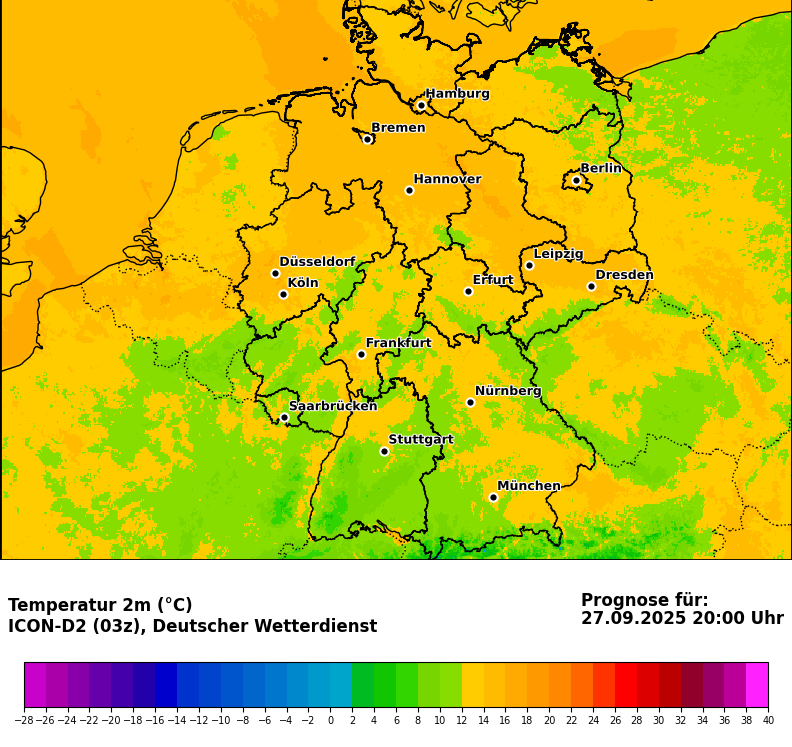 Hamburg
Bremen
Berlin
Hannover
Leipzig
Düsseldorf
Dresden
Erfurt
Köln
Frankfurt
Nürnberg
Saarbrücken
Stuttgart
München
Temperatur 2m (°C)
ICON-D2 (03z), Deutscher Wetterdienst
Prognose für:
27.09.2025 20:00 Uhr
−28 −26 −24 −22 −20 −18 −16 −14 −12 −10 −8 −6 −4 −2 0 2 4 6 8 10 12 14 16 18 20 22 24 26 28 30 32 34 36 38 40